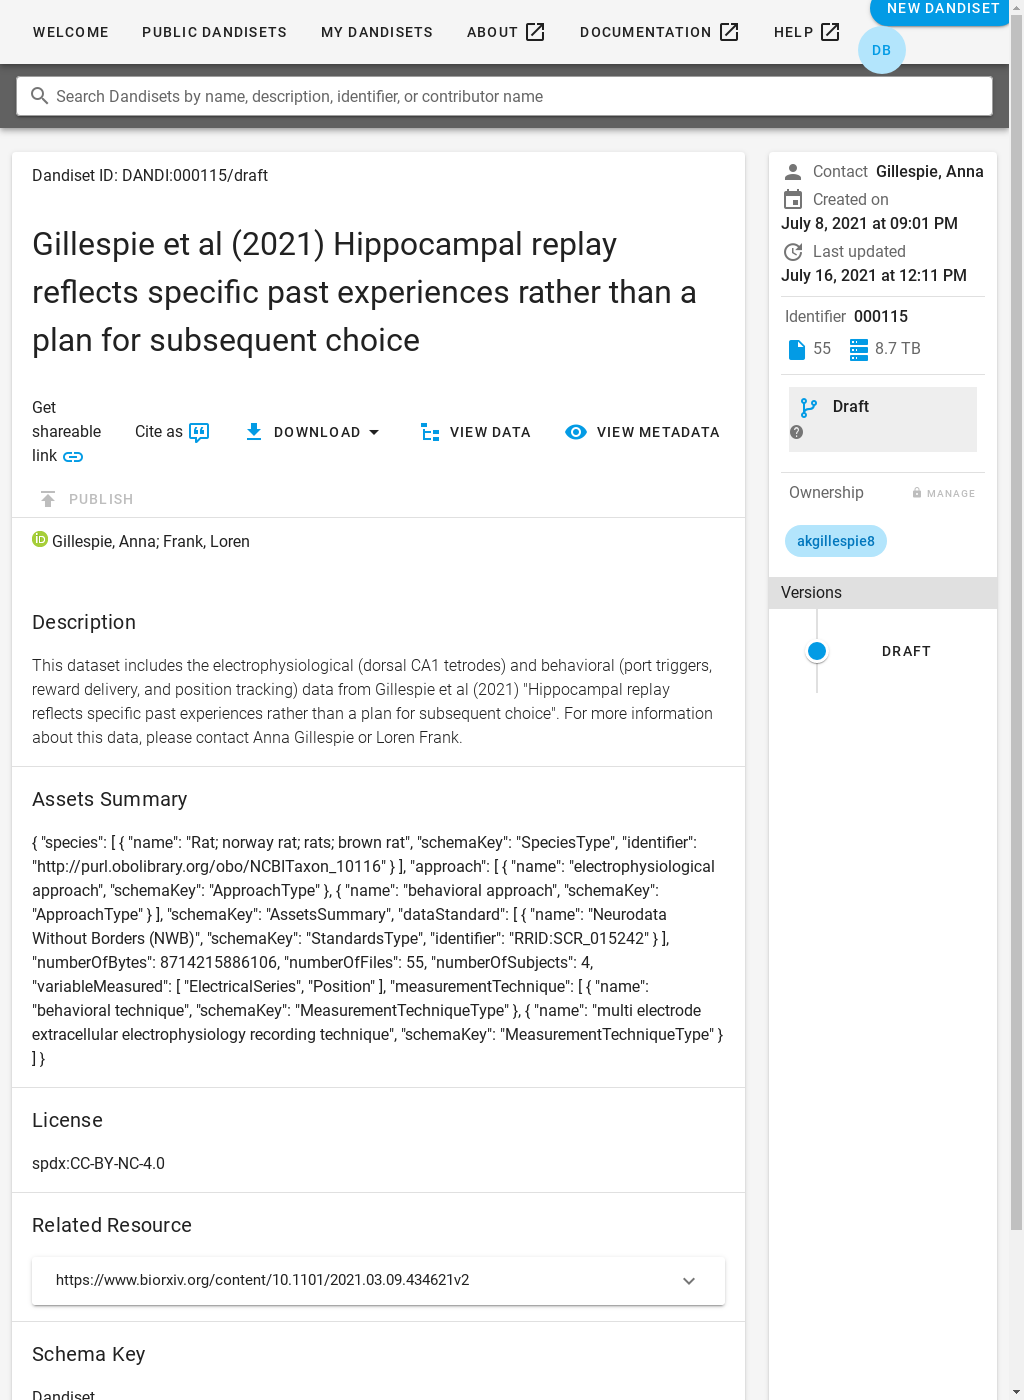 NEW DANDISET
WELCOME PUBLIC DANDISETS MY DANDISETS ABOUT DOCUMENTATION HELP
DB
Search Dandisets by name, description, identifier, or contributor name
Dandiset ID: DANDI:000115/draft
Gillespie et al (2021) Hippocampal replay
reflects specific past experiences rather than a
plan for subsequent choice
Get
shareable
link
Cite as
DOWNLOAD
VIEW DATA
VIEW METADATA
PUBLISH
iD Gillespie, Anna; Frank, Loren
Description
This dataset includes the electrophysiological (dorsal CA1 tetrodes) and behavioral (port triggers,
reward delivery, and position tracking) data from Gillespie et al (2021) "Hippocampal replay
reflects specific past experiences rather than a plan for subsequent choice". For more information
about this data, please contact Anna Gillespie or Loren Frank.
Assets Summary
{ "species": [ { "name": "Rat; norway rat; rats; brown rat", "schemaKey": "SpeciesType", "identifier":
"http://purl.obolibrary.org/obo/NCBITaxon_10116" } ], "approach": [ { "name": "electrophysiological
approach", "schemaKey": "ApproachType" }, { "name": "behavioral approach", "schemaKey":
"ApproachType" } ], "schemaKey": "AssetsSummary", "dataStandard": [ { "name": "Neurodata
Without Borders (NWB)", "schemaKey": "StandardsType", "identifier": "RRID:SCR_015242" } ],
"numberOfBytes": 8714215886106, "numberOfFiles": 55, "numberOfSubjects": 4,
"variableMeasured": [ "ElectricalSeries", "Position" ], "measurementTechnique": [ { "name":
"behavioral technique", "schemaKey": "MeasurementTechniqueType" }, { "name": "multi electrode
extracellular electrophysiology recording technique", "schemaKey": "MeasurementTechniqueType" }
] }
License
spdx:CC-BY-NC-4.0
Related Resource
https://www.biorxiv.org/content/10.1101/2021.03.09.434621v2
Schema Key
Dandiset
Contact Gillespie, Anna
Created on
July 8, 2021 at 09:01 PM
Last updated
July 16, 2021 at 12:11 PM
Identifier 000115
55 8.7 TB
Draft
Ownership MANAGE
akgillespie8
Versions
DRAFT